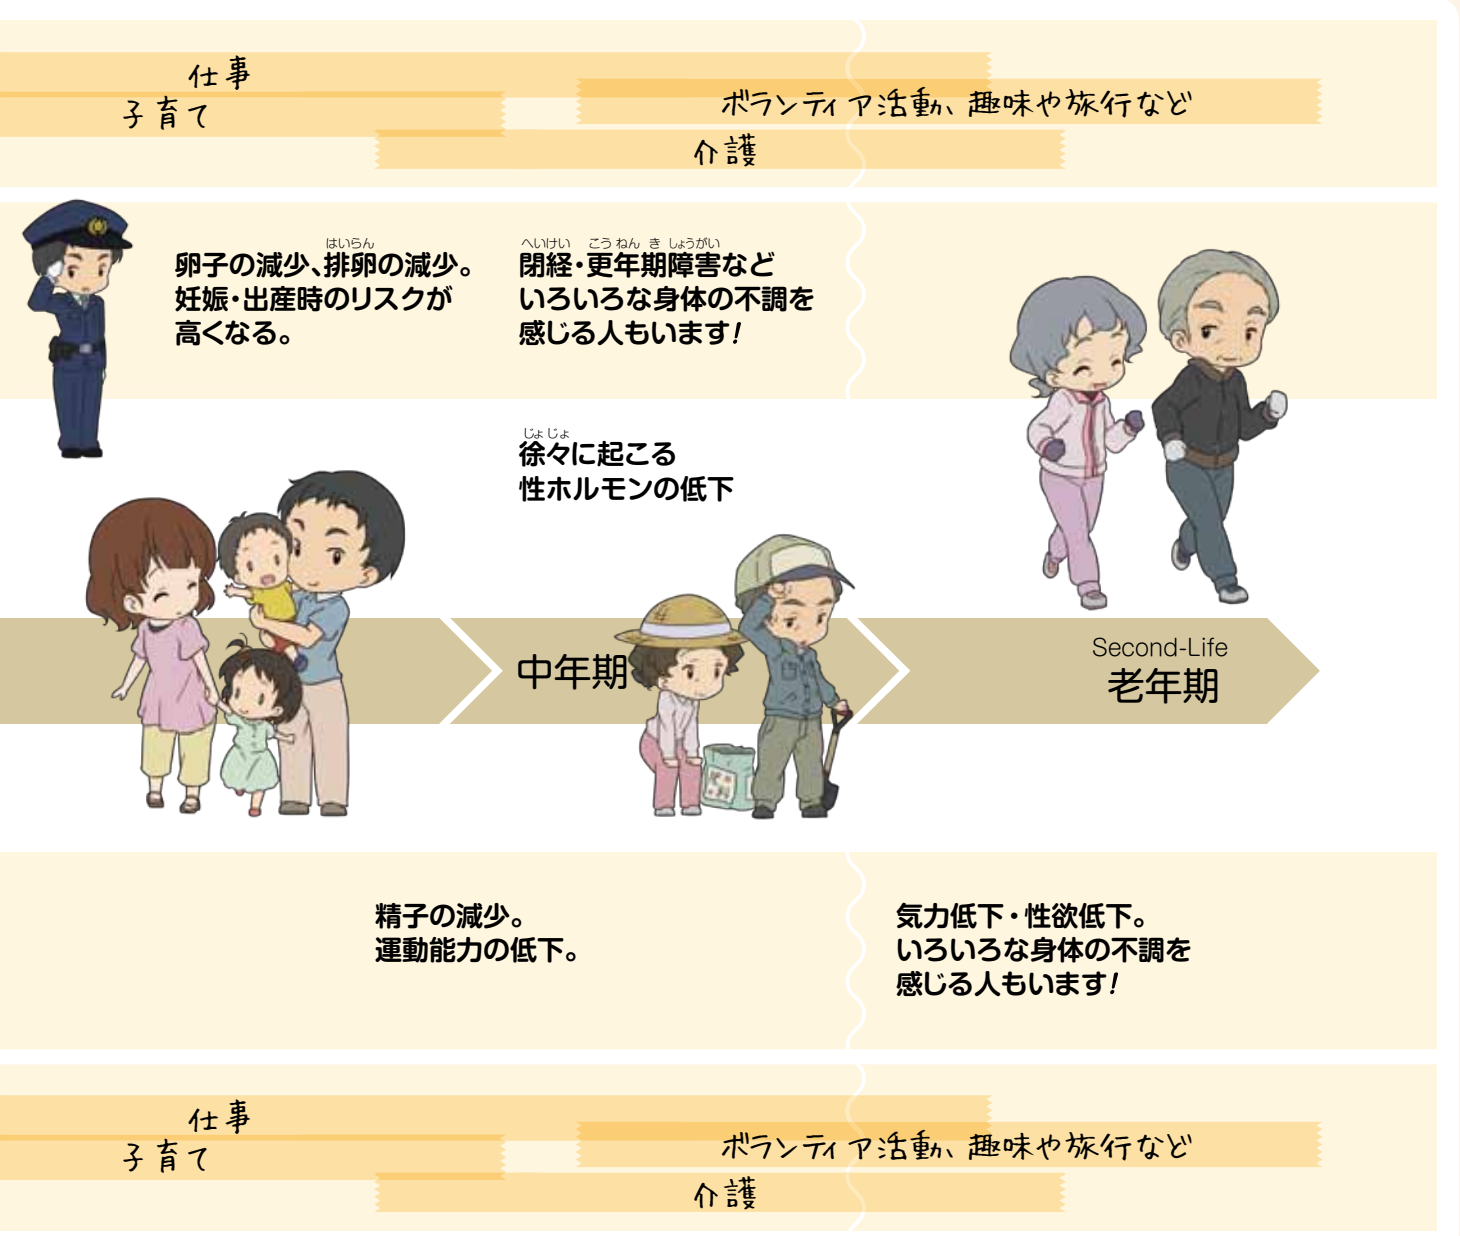 仕事
子育て
ボランティア活動、趣味や旅行など
介護
はいらん
卵子の減少、排卵の減少。
妊娠・出産時のリスクが
高くなる。
へいけい こうねんきしょうがい
閉経・更年期障害など
いろいろな身体の不調を
感じる人もいます!
じょじょ
徐々に起こる
性ホルモンの低下
中年期
Second-Life
老年期
肥料
精子の減少。
運動能力の低下。
気力低下・性欲低下。
いろいろな身体の不調を
感じる人もいます!
仕事
子育て
ボランティア活動、趣味や旅行など
介護